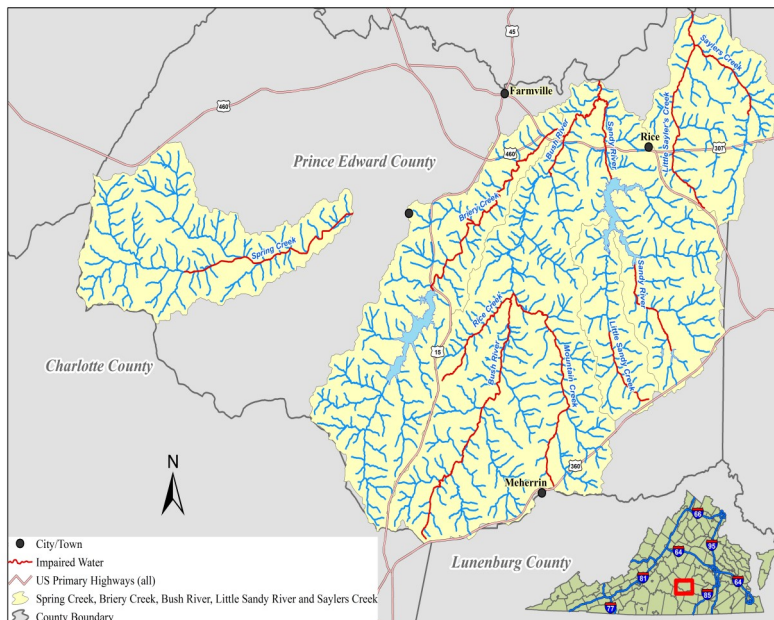 45
Saylers Creek
Farmville
460
Bush River
Sandy River
Little Sayler's Creek
Rice
307
Prince Edward County
460
Briery Creek
Spring Creek
Sandy River
Rice Creek
15
Bush River
Mountain Creek
Little Sandy Creek
Charlotte County
N
360
Meherrin
Lunenburg County
City/Town
Impaired Water
US Primary Highways (all)
Spring Creek, Briery Creek, Bush River, Little Sandy River and Saylers Creek
County Boundary
66
64
95
81
64
85
77